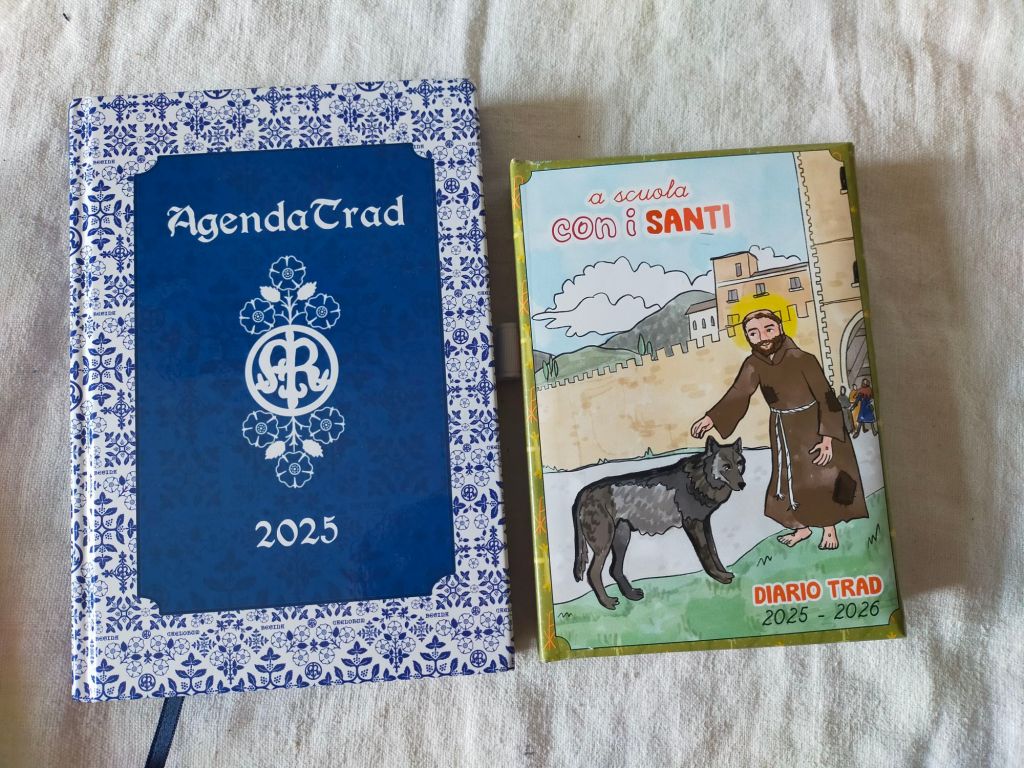 AgendaTrad
2025
a scuola
con i SANTI
DIARIO TRAD
2025 - 2026